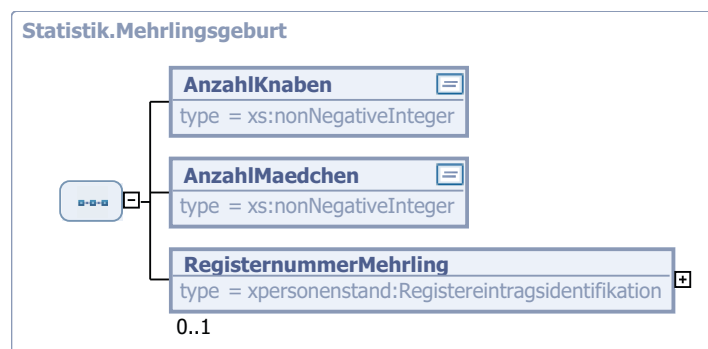 Statistik.Mehrlingsgeburt
AnzahlKnaben
type = xs:nonNegativeInteger
AnzahlMaedchen
type = xs:nonNegativeInteger
RegisternummerMehrling
type = xpersonenstand:Registereintragsidentifikation
0..1